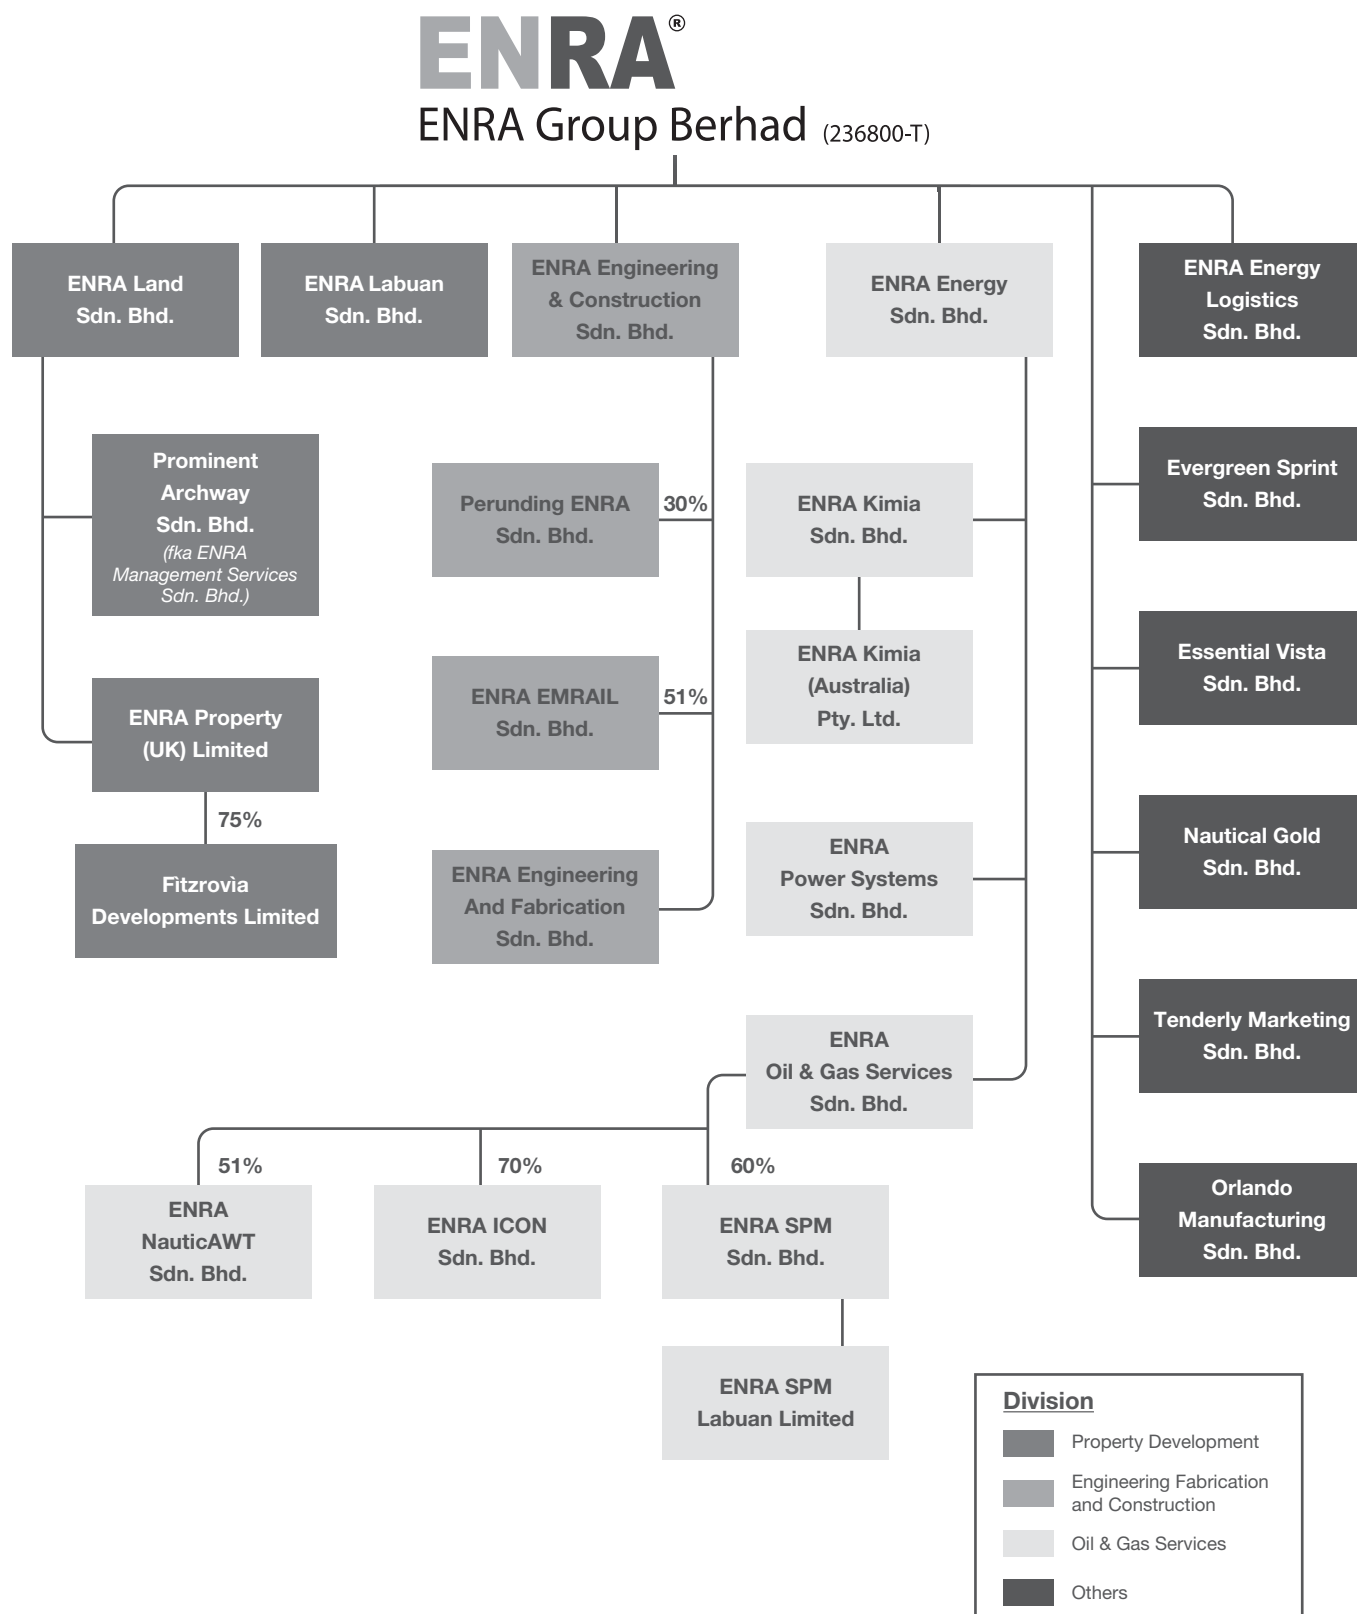 ENRA®
ENRA Group Berhad (236800-T)
ENRA Land
Sdn. Bhd.
ENRA Labuan
Sdn. Bhd.
ENRA Engineering
& Construction
Sdn. Bhd.
ENRA Energy
Sdn. Bhd.
ENRA Energy
Logistics
Sdn. Bhd.
Prominent
Archway
Sdn. Bhd.
(fka ENRA
Management Services
Sdn. Bhd.)
ENRA Property
(UK) Limited
75%
Fìtzrovìa
Developments Limited
Perunding ENRA
Sdn. Bhd.
30%
ENRA EMRAIL
Sdn. Bhd.
51%
ENRA Engineering
And Fabrication
Sdn. Bhd.
ENRA Kimia
Sdn. Bhd.
ENRA Kimia
(Australia)
Pty. Ltd.
ENRA
Power Systems
Sdn. Bhd.
ENRA
Oil & Gas Services
Sdn. Bhd.
51%
70%
60%
ENRA
NauticAWT
Sdn. Bhd.
ENRA ICON
Sdn. Bhd.
ENRA SPM
Sdn. Bhd.
ENRA SPM
Labuan Limited
Evergreen Sprint
Sdn. Bhd.
Essential Vista
Sdn. Bhd.
Nautical Gold
Sdn. Bhd.
Tenderly Marketing
Sdn. Bhd.
Orlando
Manufacturing
Sdn. Bhd.
Division
Property Development
Engineering Fabrication
and Construction
Oil & Gas Services
Others